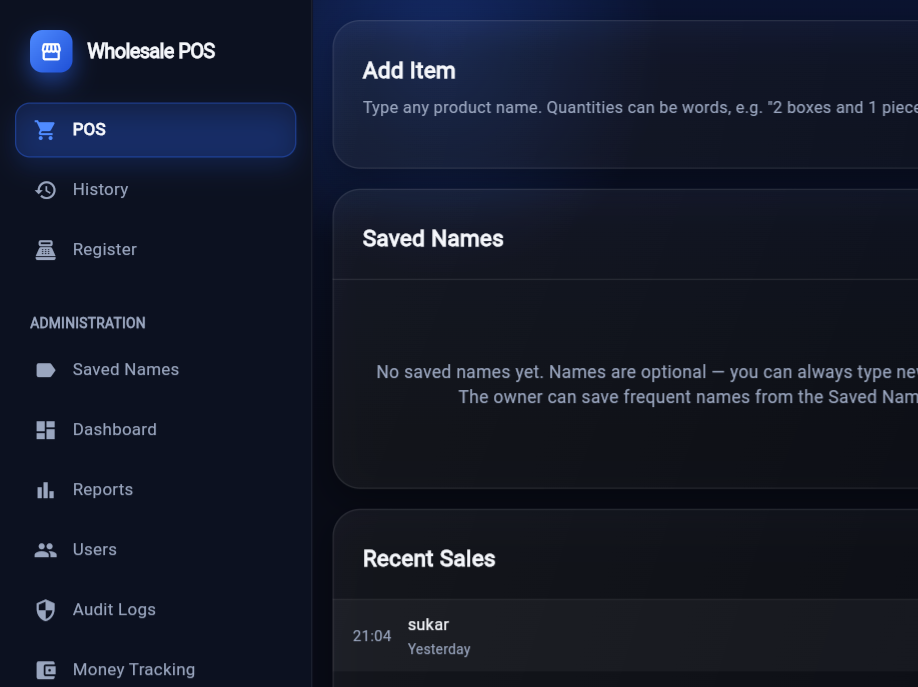 Wholesale POS
POS
History
Register
ADMINISTRATION
Saved Names
Dashboard
Reports
Users
Audit Logs
Money Tracking
Add Item
Type any product name. Quantities can be words, e.g. "2 boxes and 1 piece
Saved Names
No saved names yet. Names are optional — you can always type
The owner can save frequent names from the Saved
Recent Sales
21:04
sukar
Yesterday